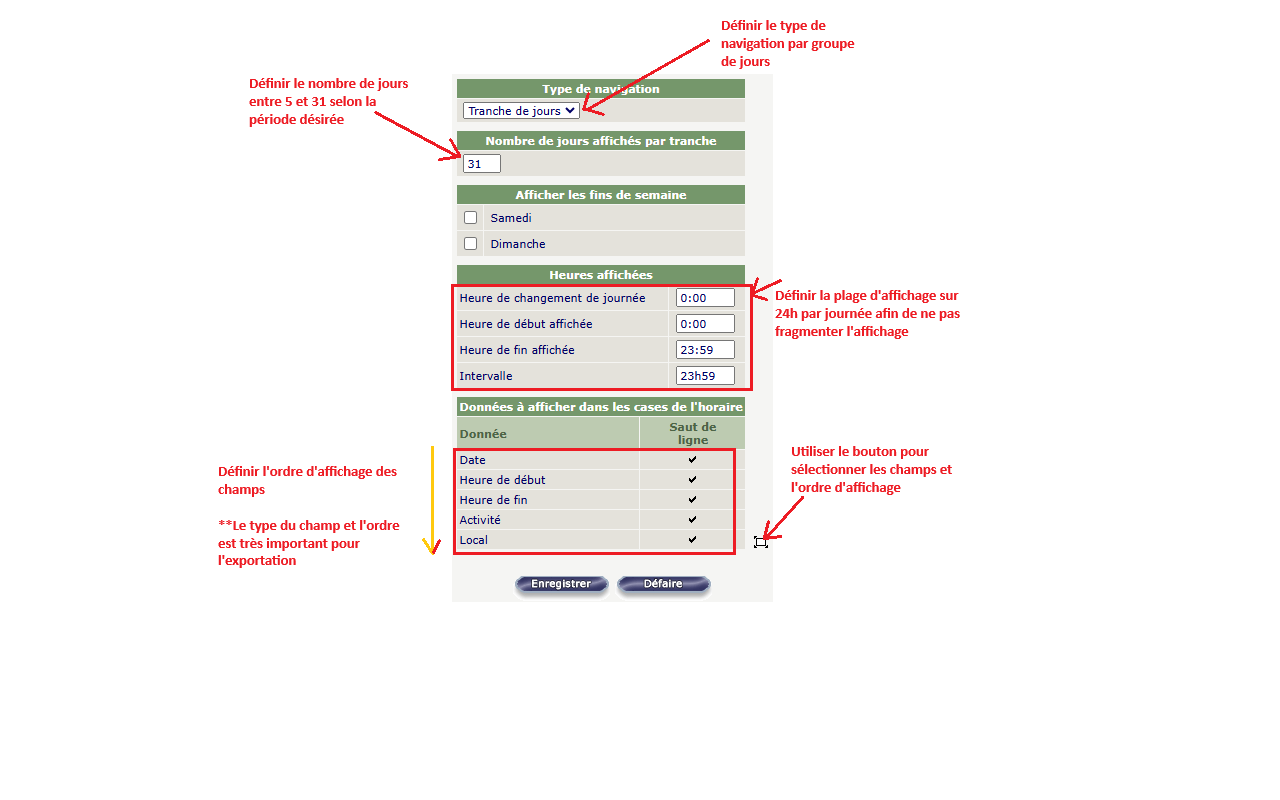 Définir le type de
navigation par groupe
de jours
Définir le nombre de jours
entre 5 et 31 selon la
période désirée
Type de navigation
Tranche de jours
Nombre de jours affichés par tranche
31
Afficher les fins de semaine
Samedi
Dimanche
Heures affichées
Heure de changement de journée 0:00
Heure de début affichée 0:00
Heure de fin affichée 23:59
Intervalle 23h59
Définir la plage d'affichage sur
24h par journée afin de ne pas
fragmenter l'affichage
Données à afficher dans les cases de l'horaire
Donnée
Saut de
ligne
Date
Heure de début
Heure de fin
Activité
Local
Définir l'ordre d'affichage des
champs
**Le type du champ et l'ordre
est très important pour
l'exportation
Utiliser le bouton pour
sélectionner les champs et
l'ordre d'affichage
Enregistrer
Défaire